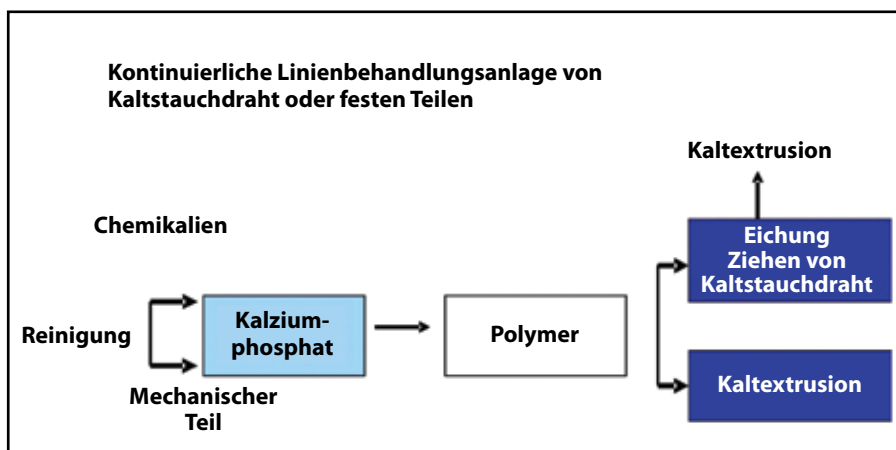 Kontinuierliche Linienbehandlungsanlage von
Kaltstauchdraht oder festen Teilen
Kaltextrusion
Chemikalien
Eichung
Ziehen von
Kaltstauchdraht
Reinigung
Kalzium-
phosphat
Polymer
Mechanischer
Teil
Kaltextrusion